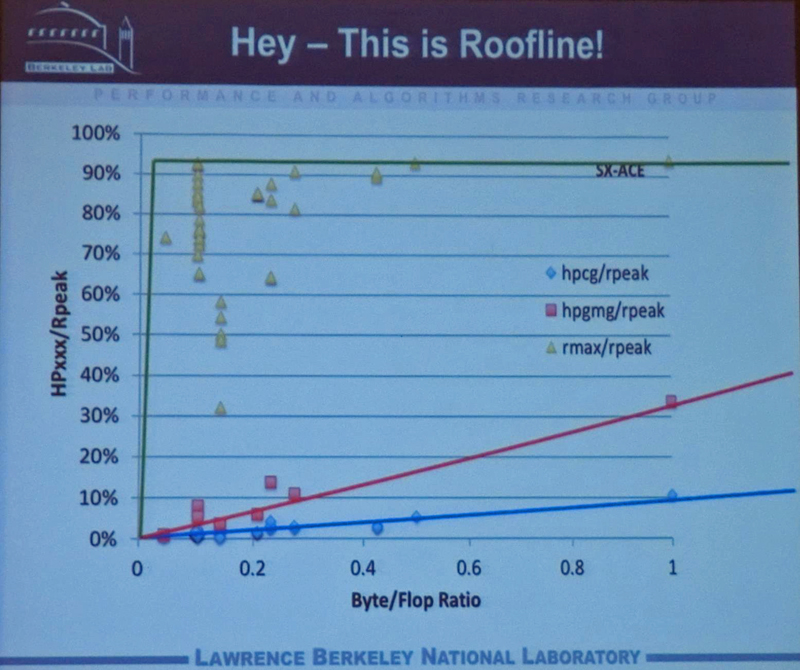 BERKELEY LAB
Hey – This is Roofline!
PERFORMANCE AND ALGORITHMS RESEARCH GROUP
100%
90%
80%
70%
60%
50%
40%
30%
20%
10%
0%
HPxxx/Rpeak
SX-ACE
hpcg/rpeak
hpgmg/rpeak
rmax/rpeak
0 0.2 0.4 0.6 0.8 1
Byte/Flop Ratio
LAWRENCE BERKELEY NATIONAL LABORATORY